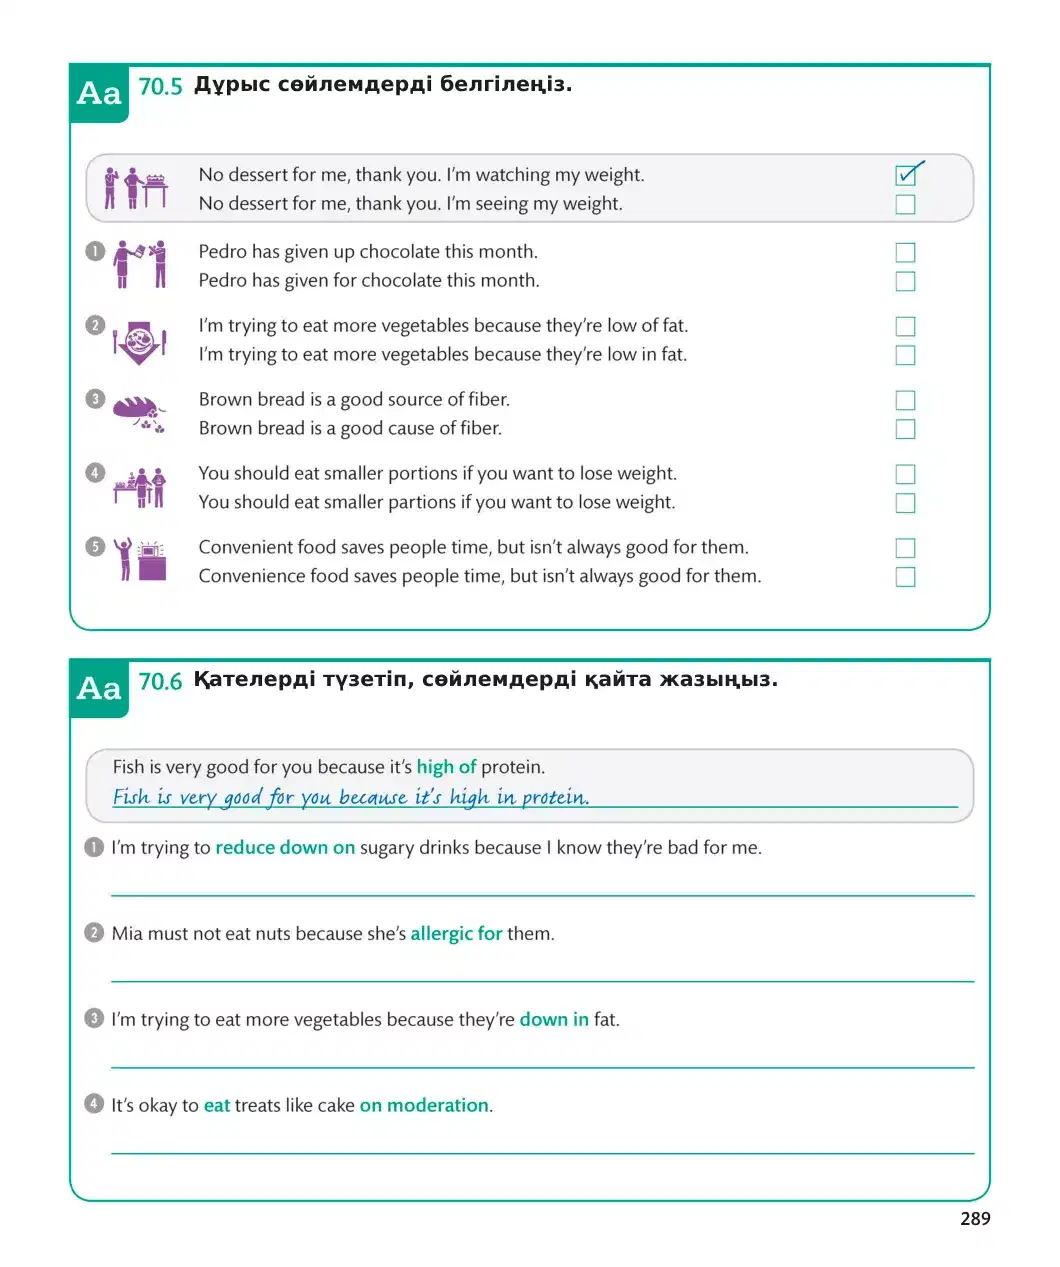 Aa 70.5 Дұрыс сөйлемдерді белгілеңіз.
No dessert for me, thank you. I'm watching my weight.
No dessert for me, thank you. I'm seeing my weight.
1 Pedro has given up chocolate this month.
Pedro has given for chocolate this month.
2 I'm trying to eat more vegetables because they're low of fat.
I'm trying to eat more vegetables because they're low in fat.
3 Brown bread is a good source of fiber.
Brown bread is a good cause of fiber.
4 You should eat smaller portions if you want to lose weight.
You should eat smaller partions if you want to lose weight.
5 Convenient food saves people time, but isn't always good for them.
Convenience food saves people time, but isn't always good for them.
Aa 70.6 Қателерді түзетіп, сөйлемдерді қайта жазыңыз.
Fish is very good for you because it's high of protein.
Fish is very good for you because it's high in protein.
1 I'm trying to reduce down on sugary drinks because I know they're bad for me.
2 Mia must not eat nuts because she's allergic for them.
3 I'm trying to eat more vegetables because they're down in fat.
4 It's okay to eat treats like cake on moderation.
289